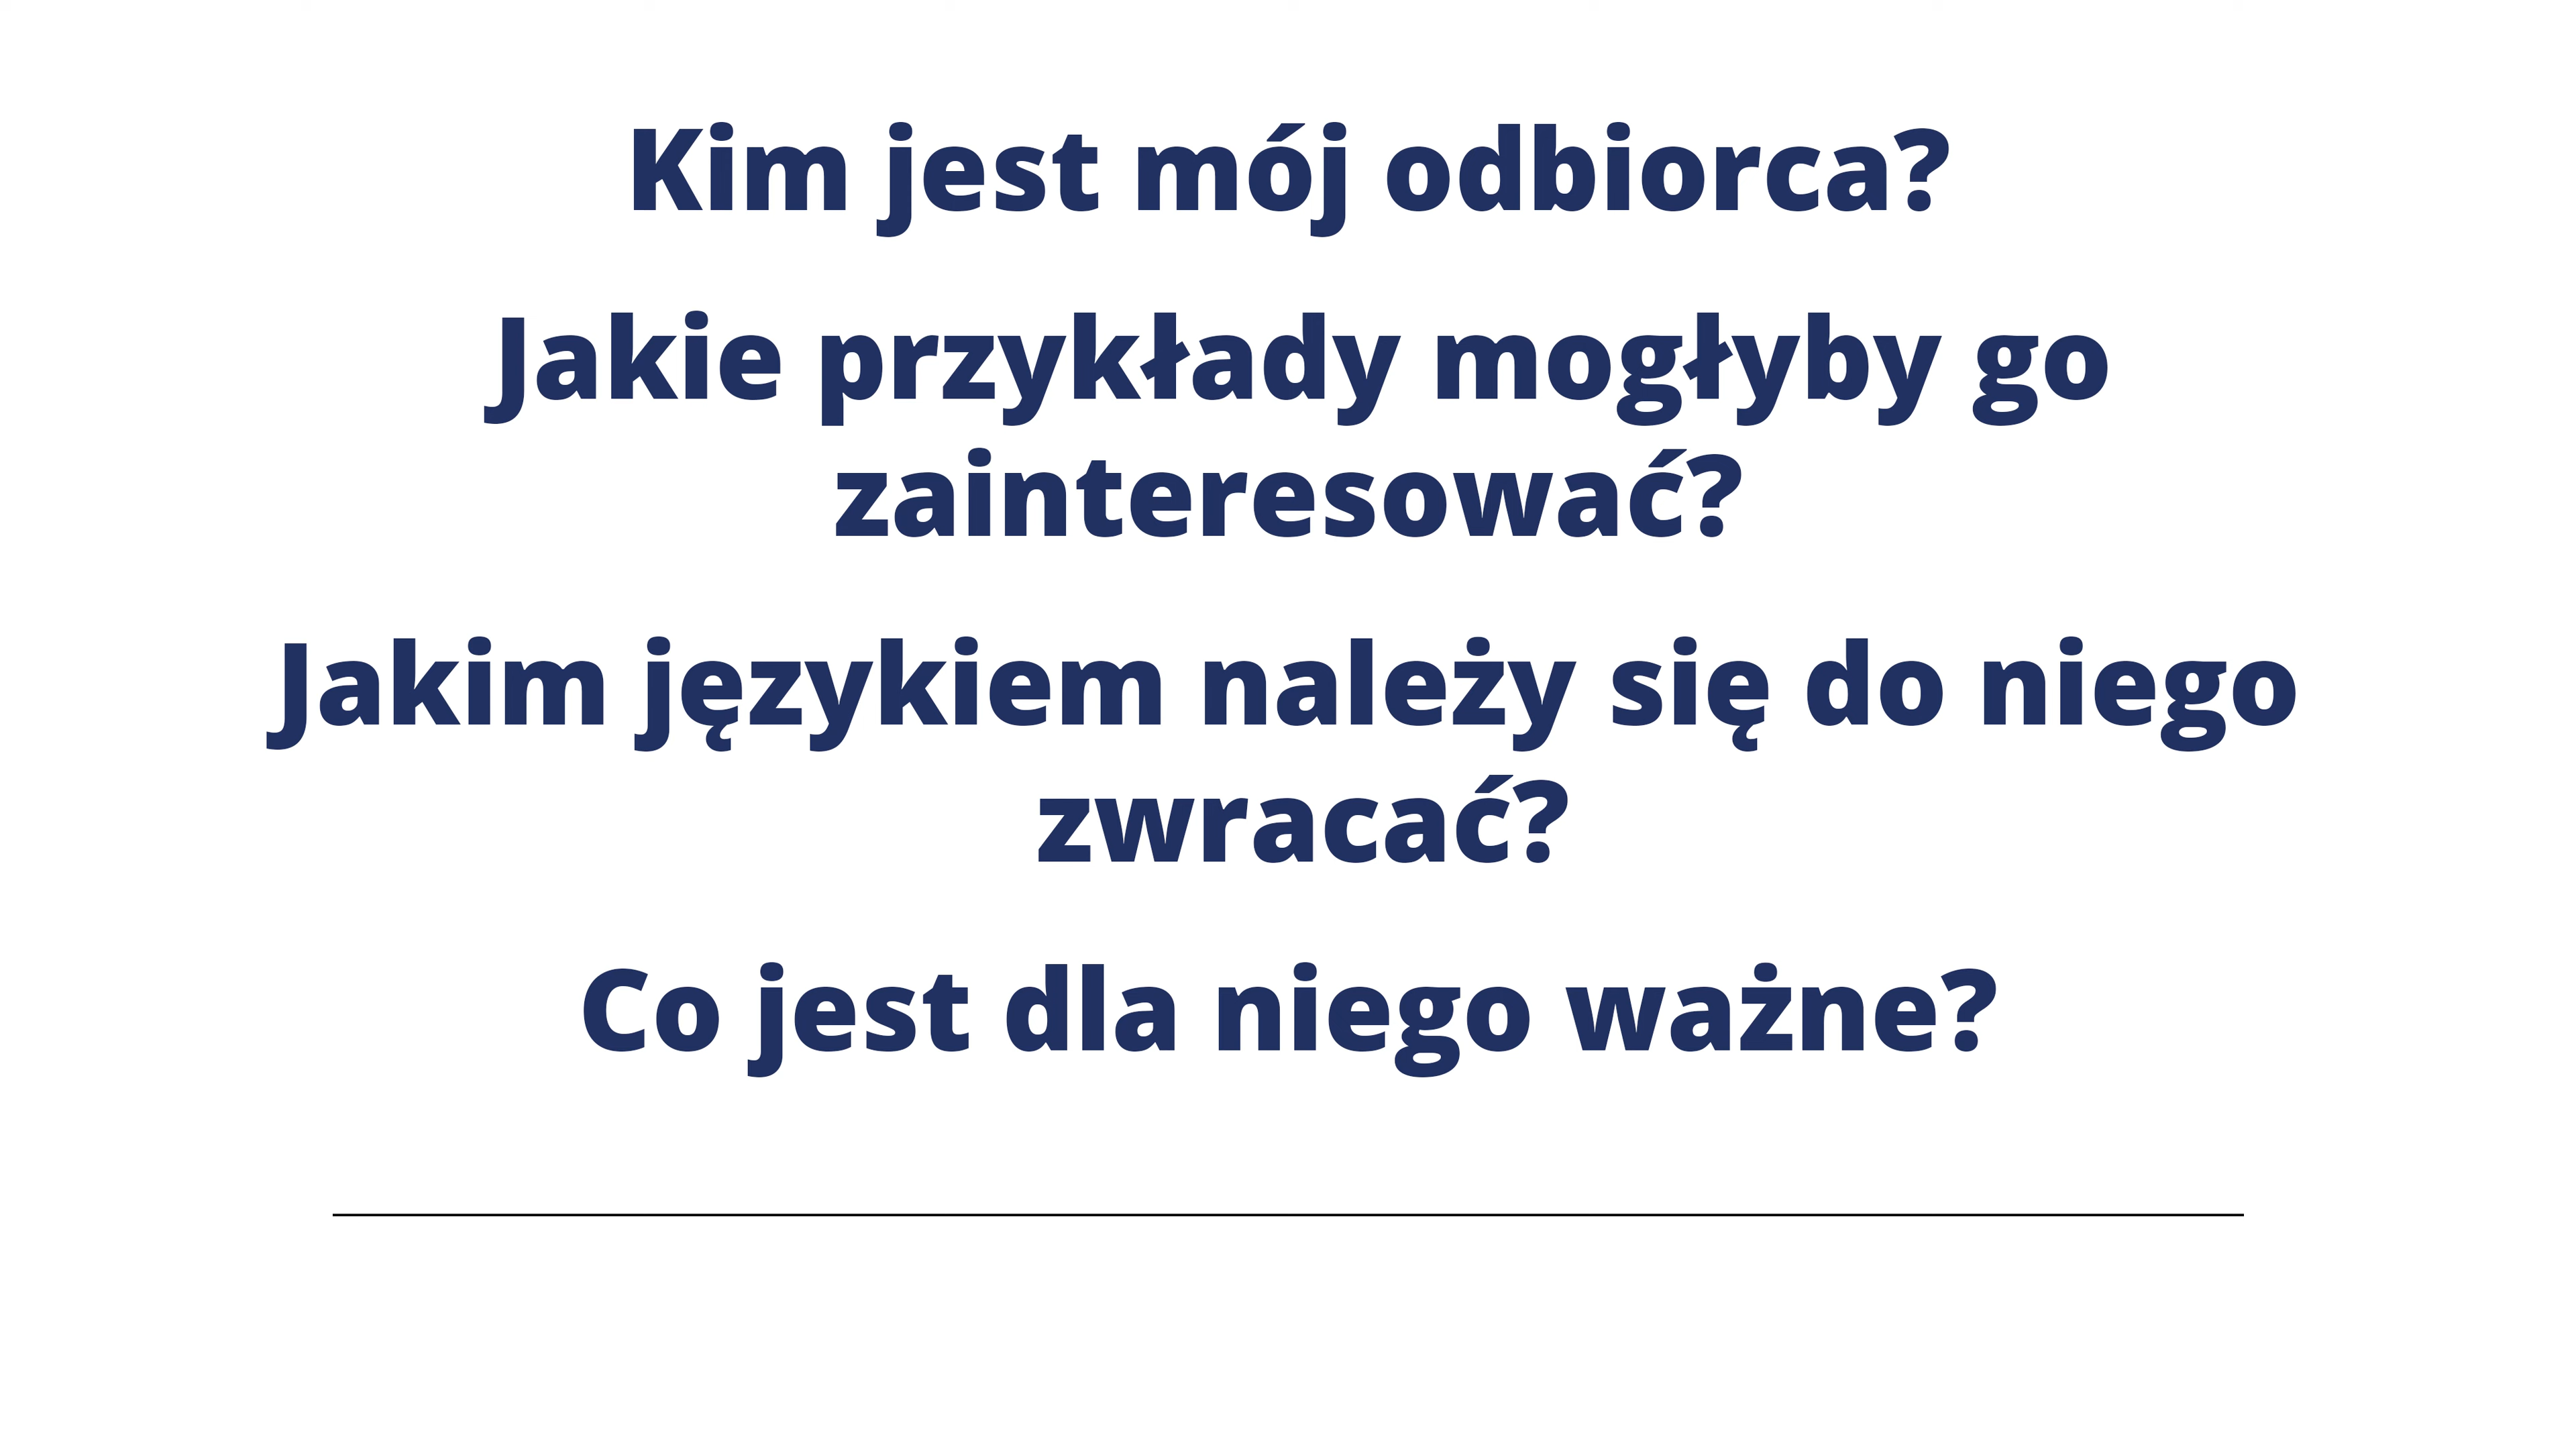 Kim jest mój odbiorca?
Jakie przykłady mogłyby go
zainteresować?
Jakim językiem należy się do niego
zwracać?
Co jest dla niego ważne?